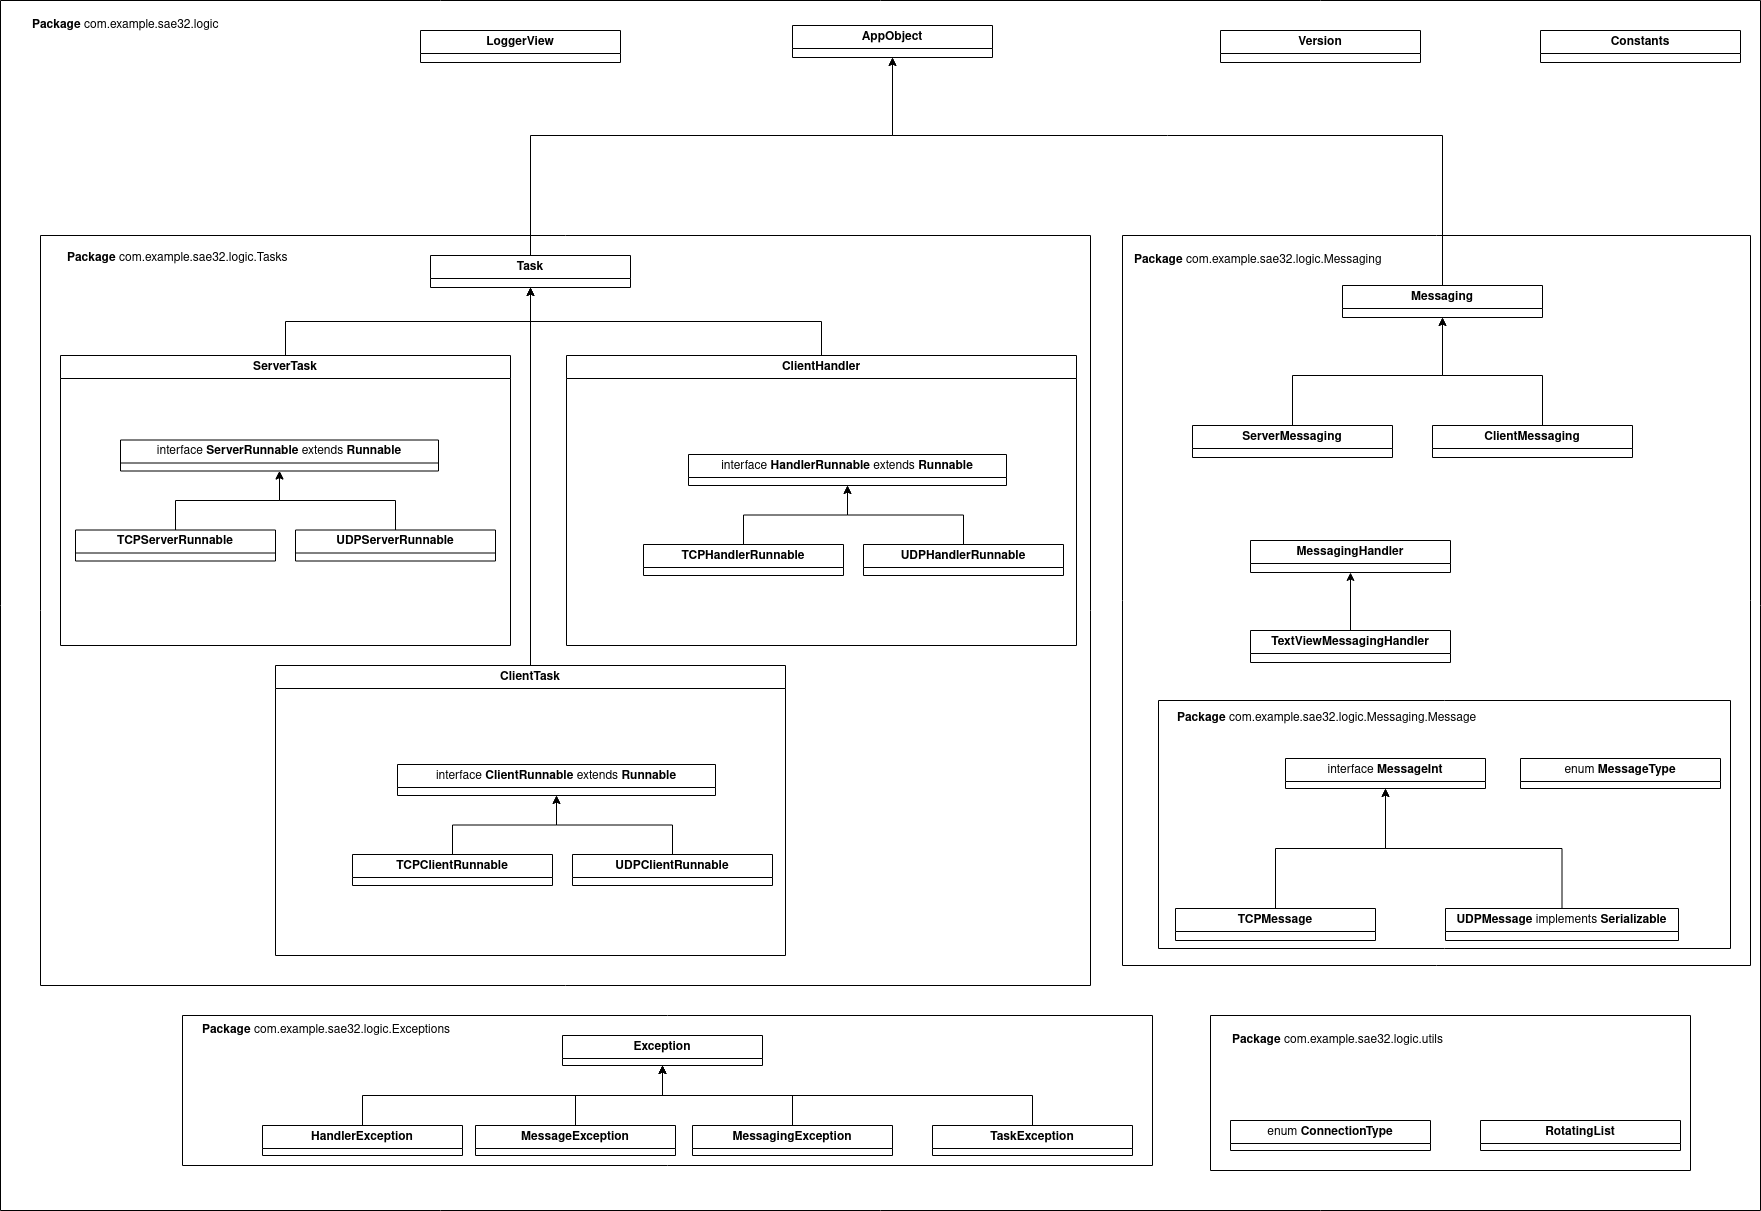 Package com.example.sae32.logic
LoggerView
AppObject
Version
Constants
Package com.example.sae32.logic.Tasks
Task
ServerTask
interface ServerRunnable extends Runnable
TCPServerRunnable
UDPServerRunnable
ClientHandler
interface HandlerRunnable extends Runnable
TCPHandlerRunnable
UDPHandlerRunnable
ClientTask
interface ClientRunnable extends Runnable
TCPClientRunnable
UDPClientRunnable
Package com.example.sae32.logic.Messaging
Messaging
ServerMessaging
ClientMessaging
MessagingHandler
TextViewMessagingHandler
Package com.example.sae32.logic.Messaging.Message
interface MessageInt
enum MessageType
TCPMessage
UDPMessage implements Serializable
Package com.example.sae32.logic.Exceptions
Exception
HandlerException
MessageException
MessagingException
TaskException
Package com.example.sae32.logic.utils
enum ConnectionType
RotatingList